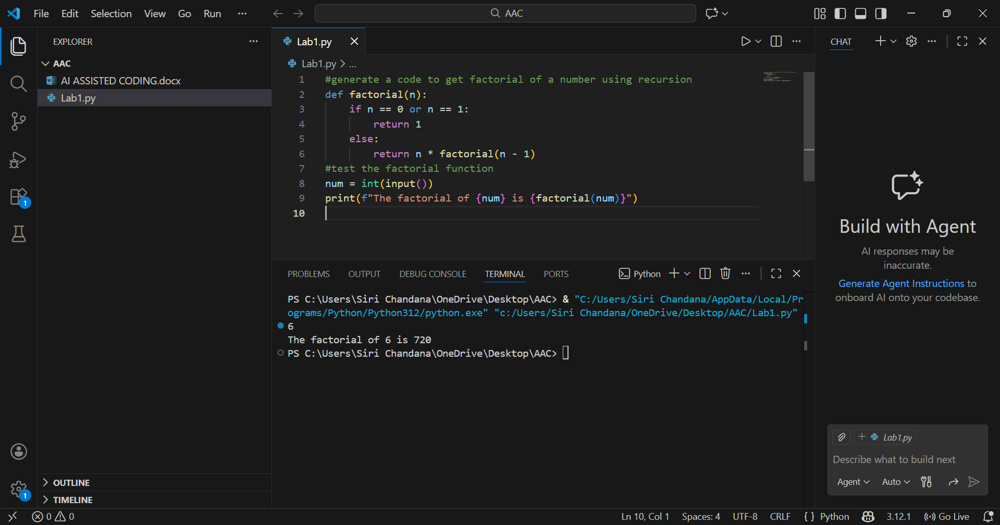 File Edit Selection View Go Run ···
AAC
EXPLORER
AAC
AI ASSISTED CODING.docx
Lab1.py
Lab1.py
Lab1.py > ...
1 #generate a code to get factorial of a number using recursion
2 def factorial(n):
3 if n == 0 or n == 1:
4 return 1
5 else:
6 return n * factorial(n - 1)
7 #test the factorial function
8 num = int(input())
9 print(f"The factorial of {num} is {factorial(num)}")
10
PROBLEMS OUTPUT DEBUG CONSOLE TERMINAL PORTS
Python
PS C:\Users\Siri Chandana\OneDrive\Desktop\AAC> & "C:/Users/Siri Chandana/AppData/Local/Pr
ograms/Python/Python312/python.exe" "c:/Users/Siri Chandana/OneDrive/Desktop/AAC/Lab1.py"
6
The factorial of 6 is 720
PS C:\Users\Siri Chandana\OneDrive\Desktop\AAC>
CHAT
Build with Agent
AI responses may be
inaccurate.
Generate Agent Instructions to
onboard AI onto your codebase.
Lab1.py
Describe what to build next
Agent Auto
1
1
OUTLINE
TIMELINE
0 0
Ln 10, Col 1 Spaces: 4 UTF-8 CRLF { } Python 3.12.1 Go Live